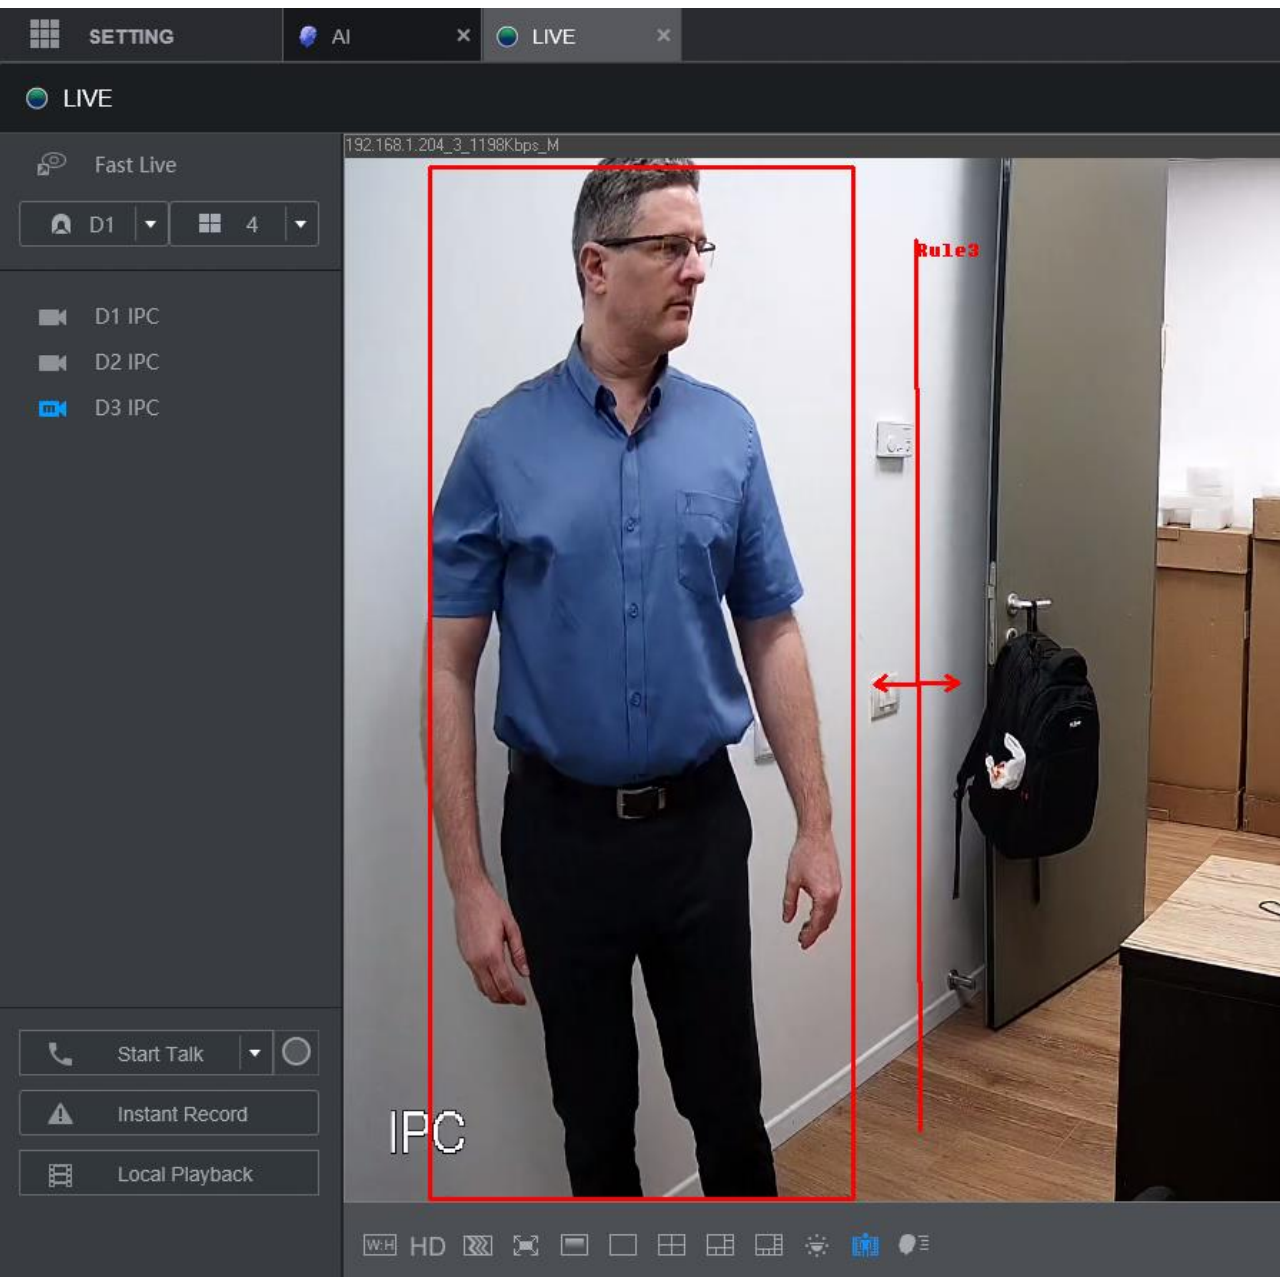 SETTING
AI
LIVE
LIVE
Fast Live
D1
4
D1 IPC
D2 IPC
D3 IPC
Start Talk
Instant Record
Local Playback
192.168.1.204_3_1198Kbps_M
Rule3
IPC
W:H
HD